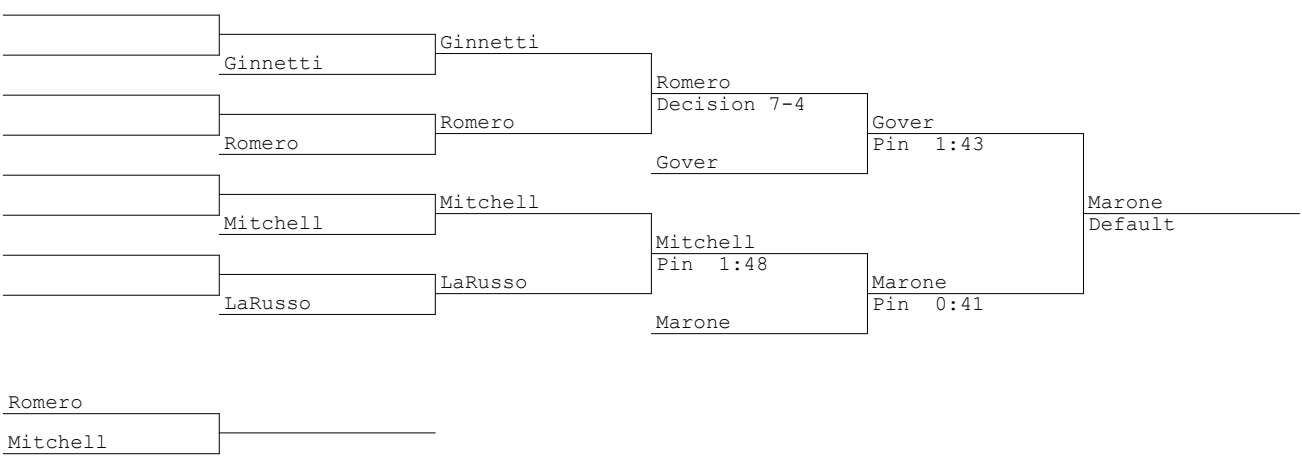 Ginnetti
Ginnetti
Romero
Decision 7-4
Romero
Romero
Gover
Pin 1:43
Gover
Mitchell
Mitchell
Marone
Default
Mitchell
Pin 1:48
LaRusso
LaRusso
Marone
Pin 0:41
Marone
Romero
Mitchell